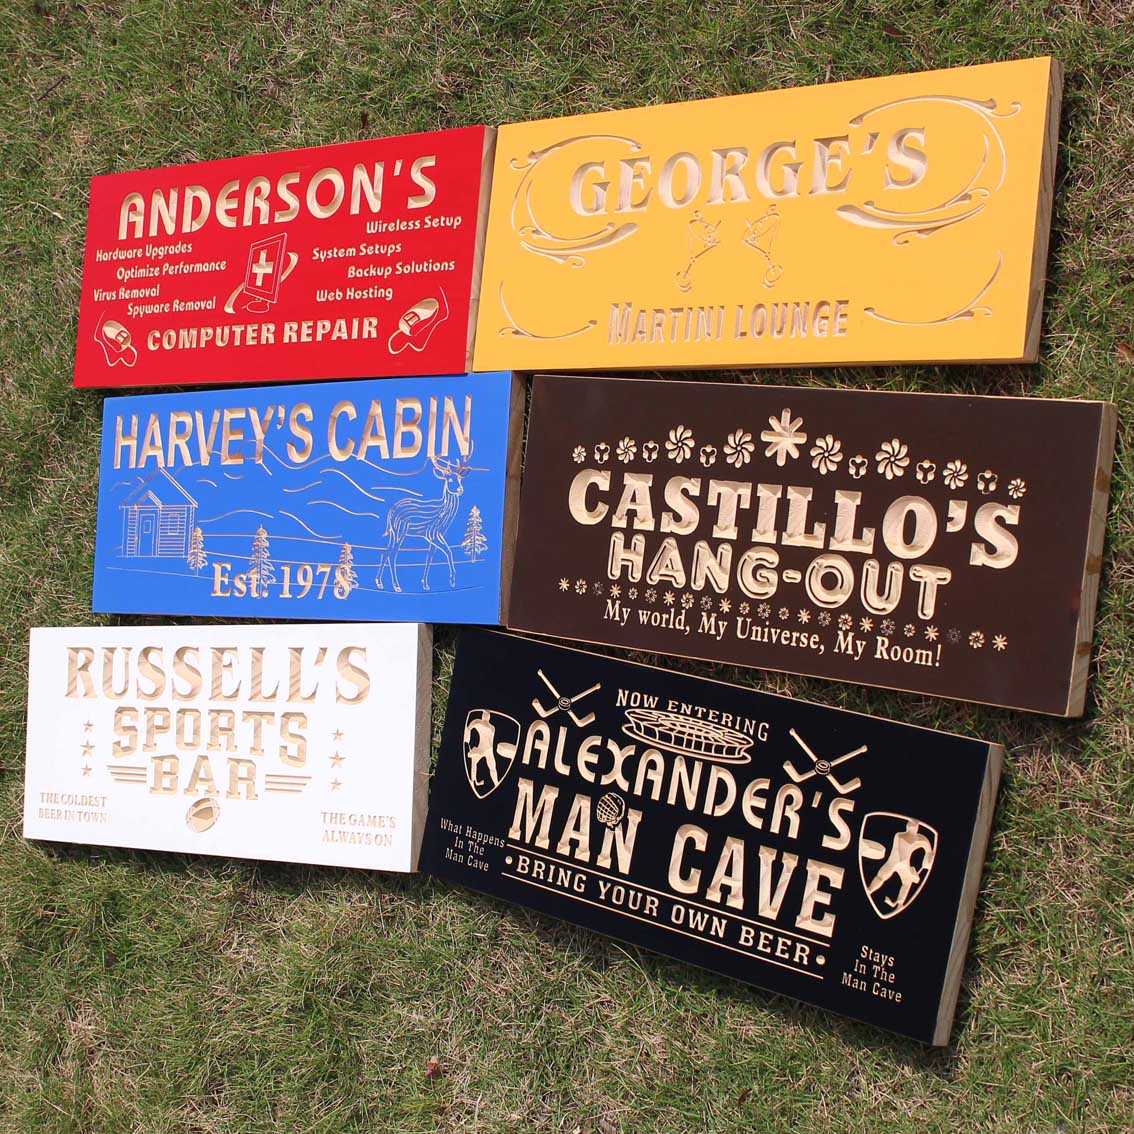 ANDERSON'S
Wireless Setup
Hardware Upgrades
System Setups
Optimize Performance
Backup Solutions
Virus Removal
Web Hosting
Spyware Removal
COMPUTER REPAIR
GEORGE'S
MARTINI LOUNGE
HARVEY'S CABIN
Est. 1978
CASTILLO'S
HANG-OUT
My world, My Universe, My Room!
RUSSELL'S
SPORTS
BAR
THE COLDEST
BEER IN TOWN
THE GAME'S
ALWAYS ON
NOW ENTERING
ALEXANDER'S
MAN CAVE
• BRING YOUR OWN BEER •
What Happens
In The
Man Cave
Stays
In The
Man Cave